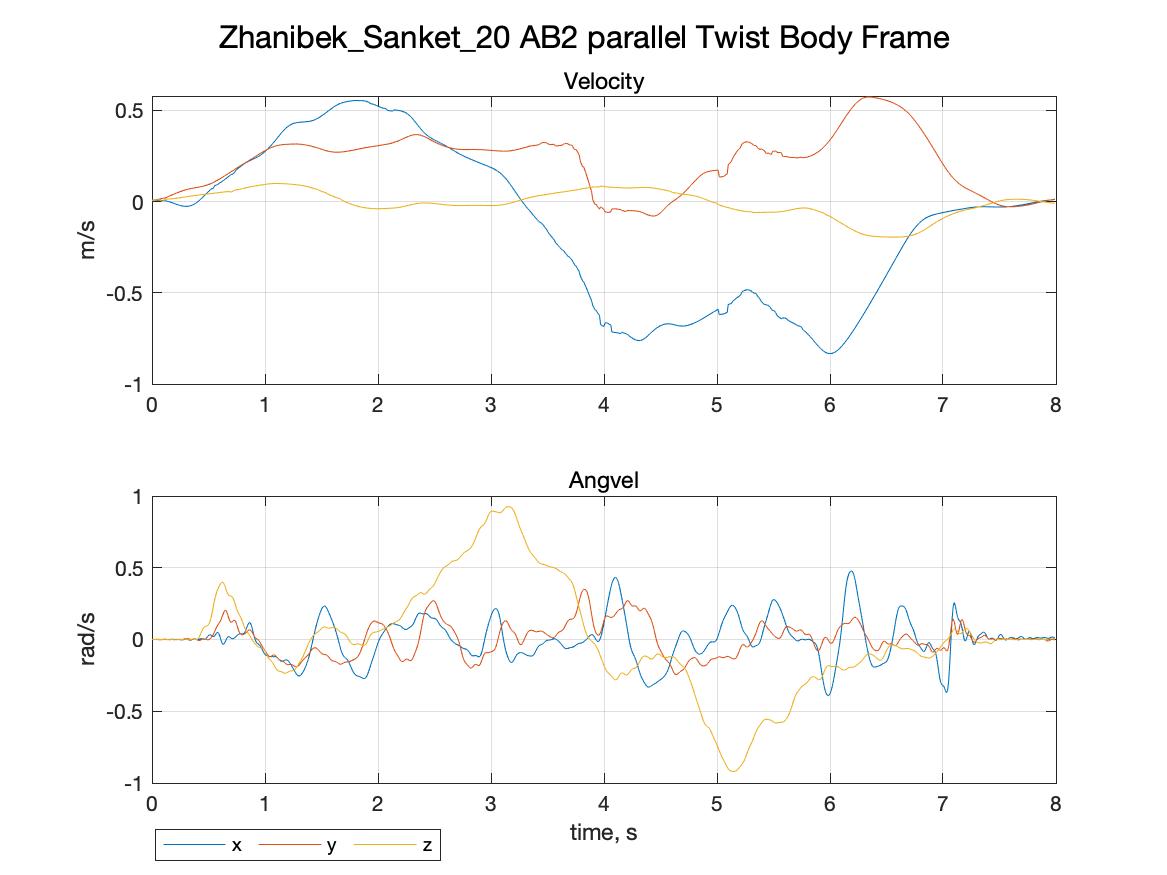 Zhanibek_Sanket_20 AB2 parallel Twist Body Frame
Velocity
0.5
0
-0.5
-1
m/s
0 1 2 3 4 5 6 7 8
Angvel
1
0.5
0
-0.5
-1
rad/s
0 1 2 3 4 5 6 7 8
time, s
x y z